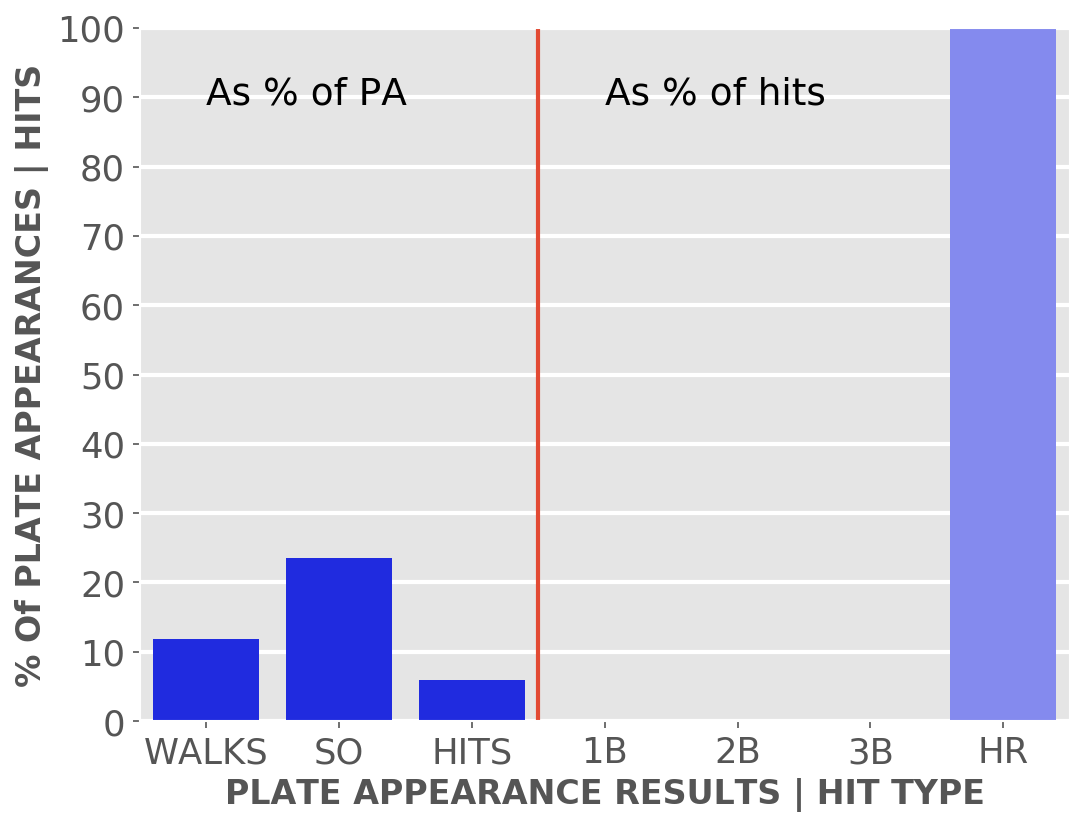 % Of PLATE APPEARANCES | HITS
100
90
80
70
60
50
40
30
20
10
0
As % of PA
As % of hits
WALKS SO HITS 1B 2B 3B HR
PLATE APPEARANCE RESULTS | HIT TYPE